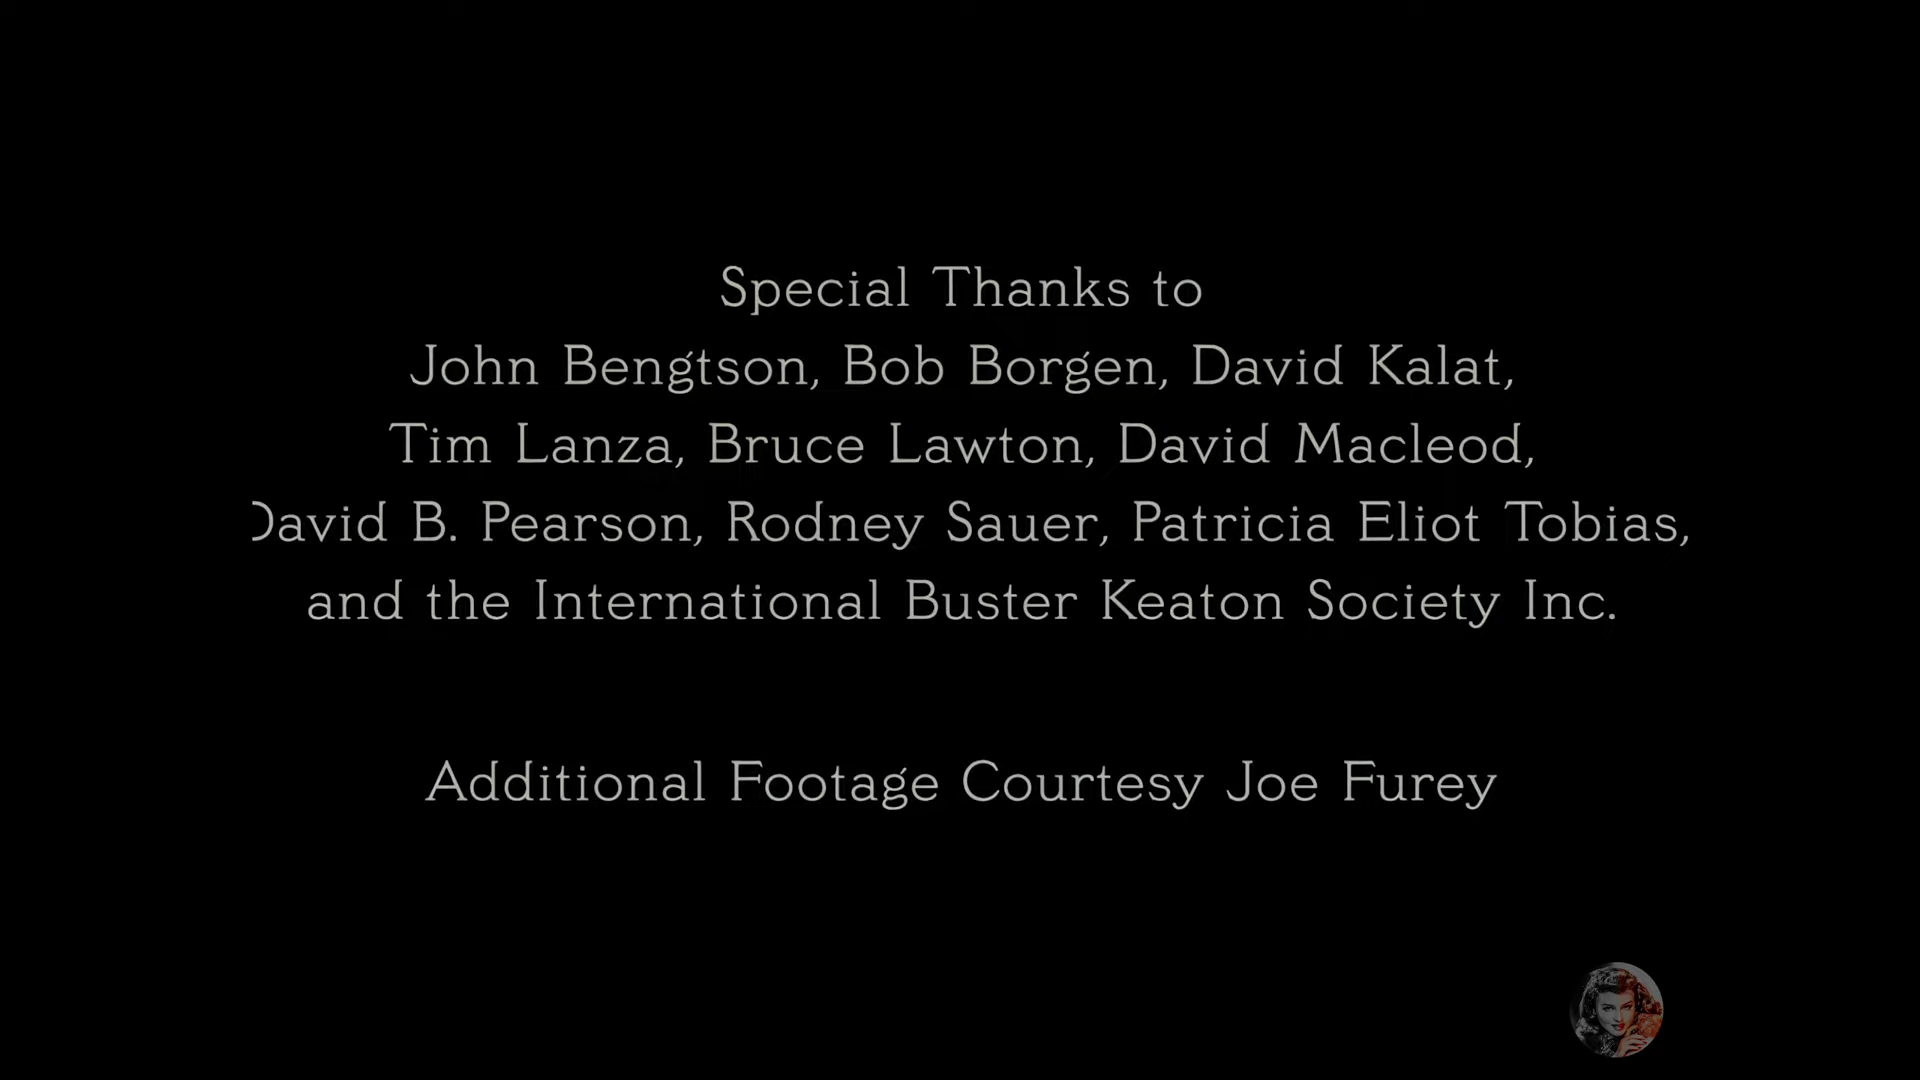 Special Thanks to
John Bengtson, Bob Borgen, David Kalat,
Tim Lanza, Bruce Lawton, David Macleod,
David B. Pearson, Rodney Sauer, Patricia Eliot Tobias,
and the International Buster Keaton Society Inc.
Additional Footage Courtesy Joe Furey